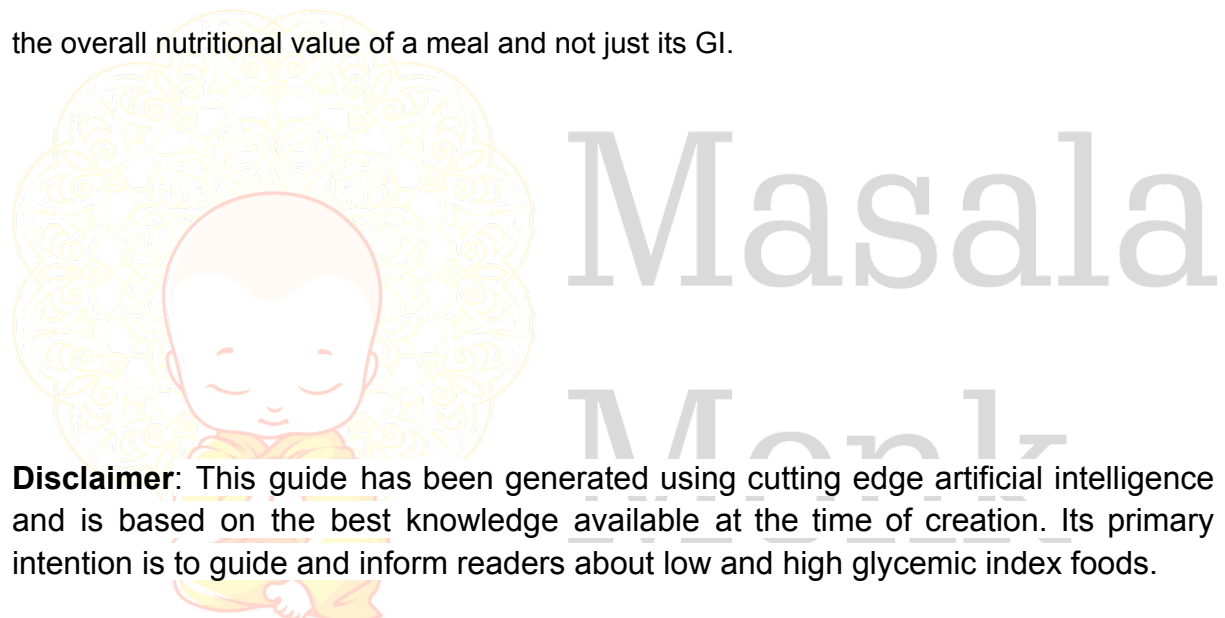 the overall nutritional value of a meal and not just its GI.
Masala
Monk
Disclaimer: This guide has been generated using cutting edge artificial intelligence
and is based on the best knowledge available at the time of creation. Its primary
intention is to guide and inform readers about low and high glycemic index foods.